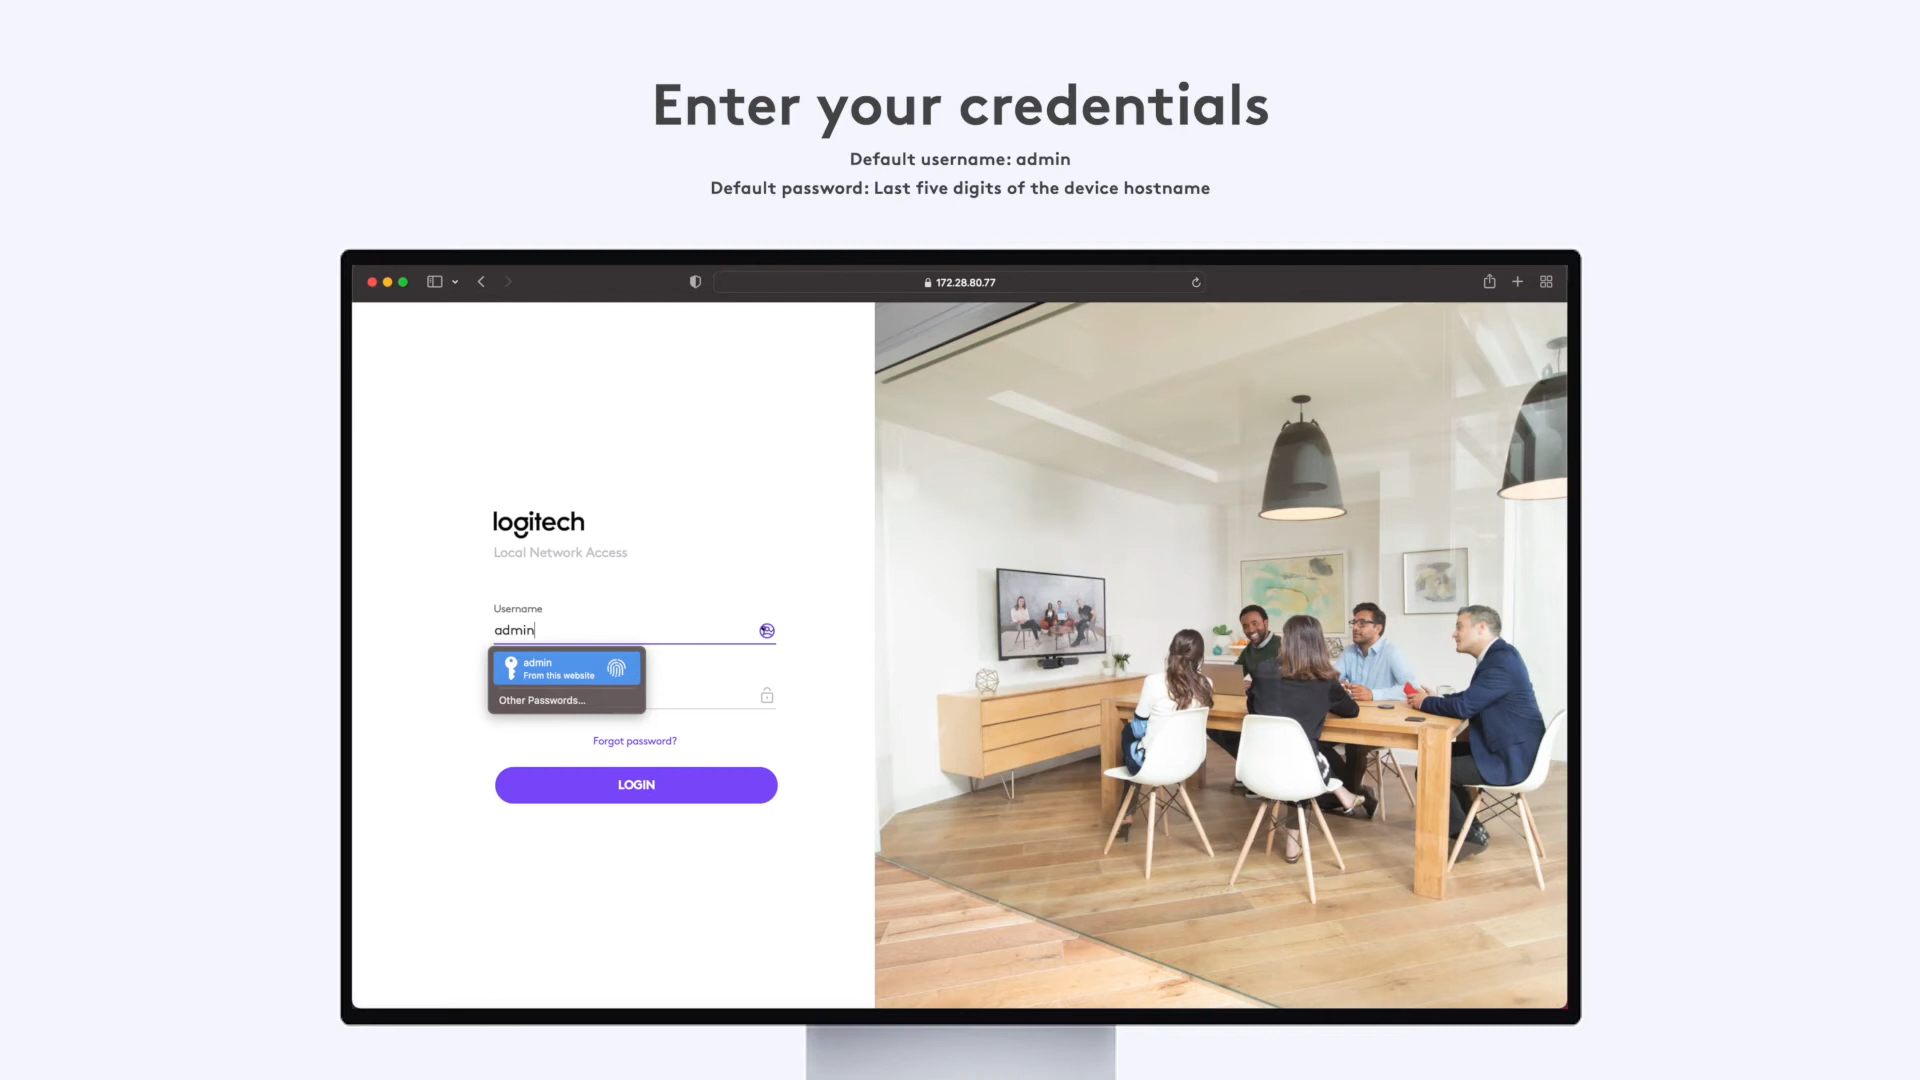 Enter your credentials
Default username: admin
Default password: Last five digits of the device hostname
172.28.80.77
logitech
Local Network Access
Username
admin
admin
From this website
Other Passwords...
Forgot password?
LOGIN